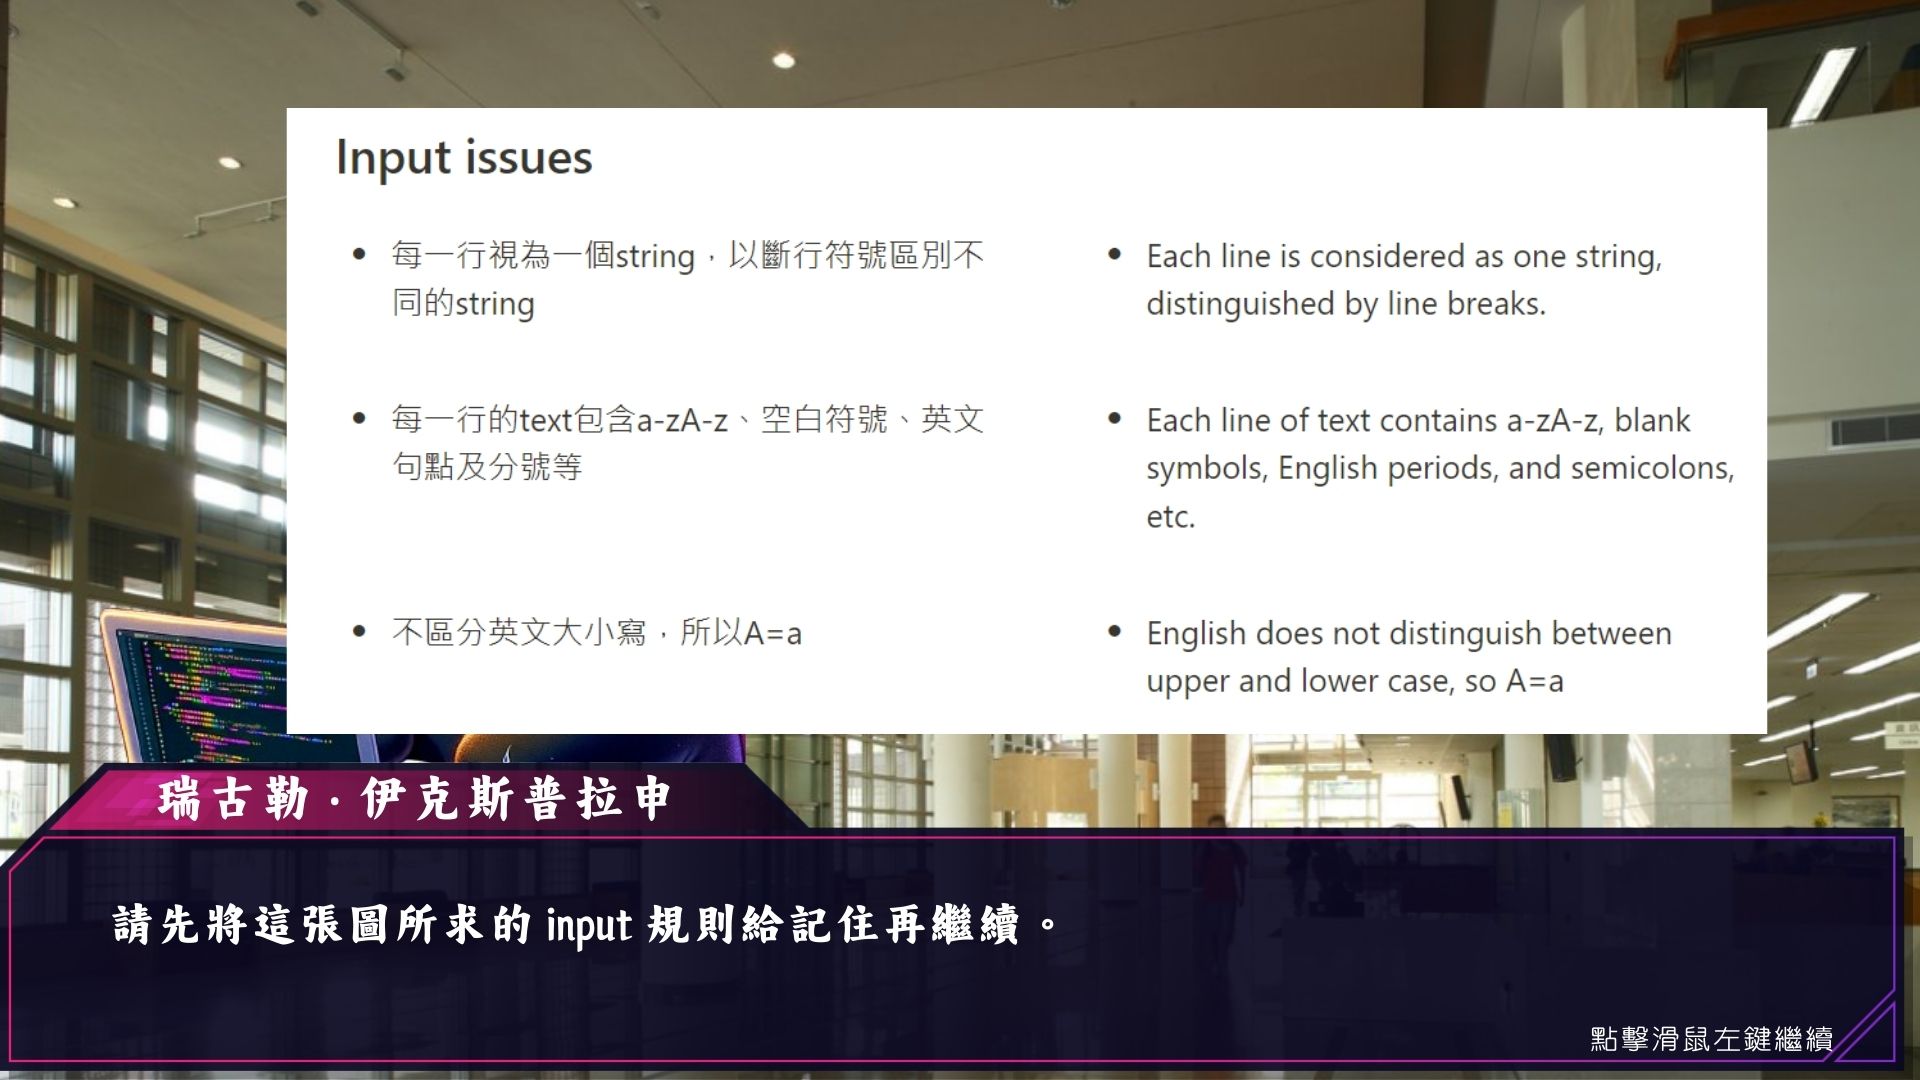 Input issues
• 每一行視為一個string，以斷行符號區別不
同的string
• 每一行的text包含a-zA-z、空白符號、英文
句點及分號等
• 不區分英文大小寫，所以A=a
• Each line is considered as one string,
distinguished by line breaks.
• Each line of text contains a-zA-z, blank
symbols, English periods, and semicolons,
etc.
• English does not distinguish between
upper and lower case, so A=a
瑞古勒·伊克斯普拉申
請先將這張圖所求的 input 規則給記住再繼續。
點擊滑鼠左鍵繼續